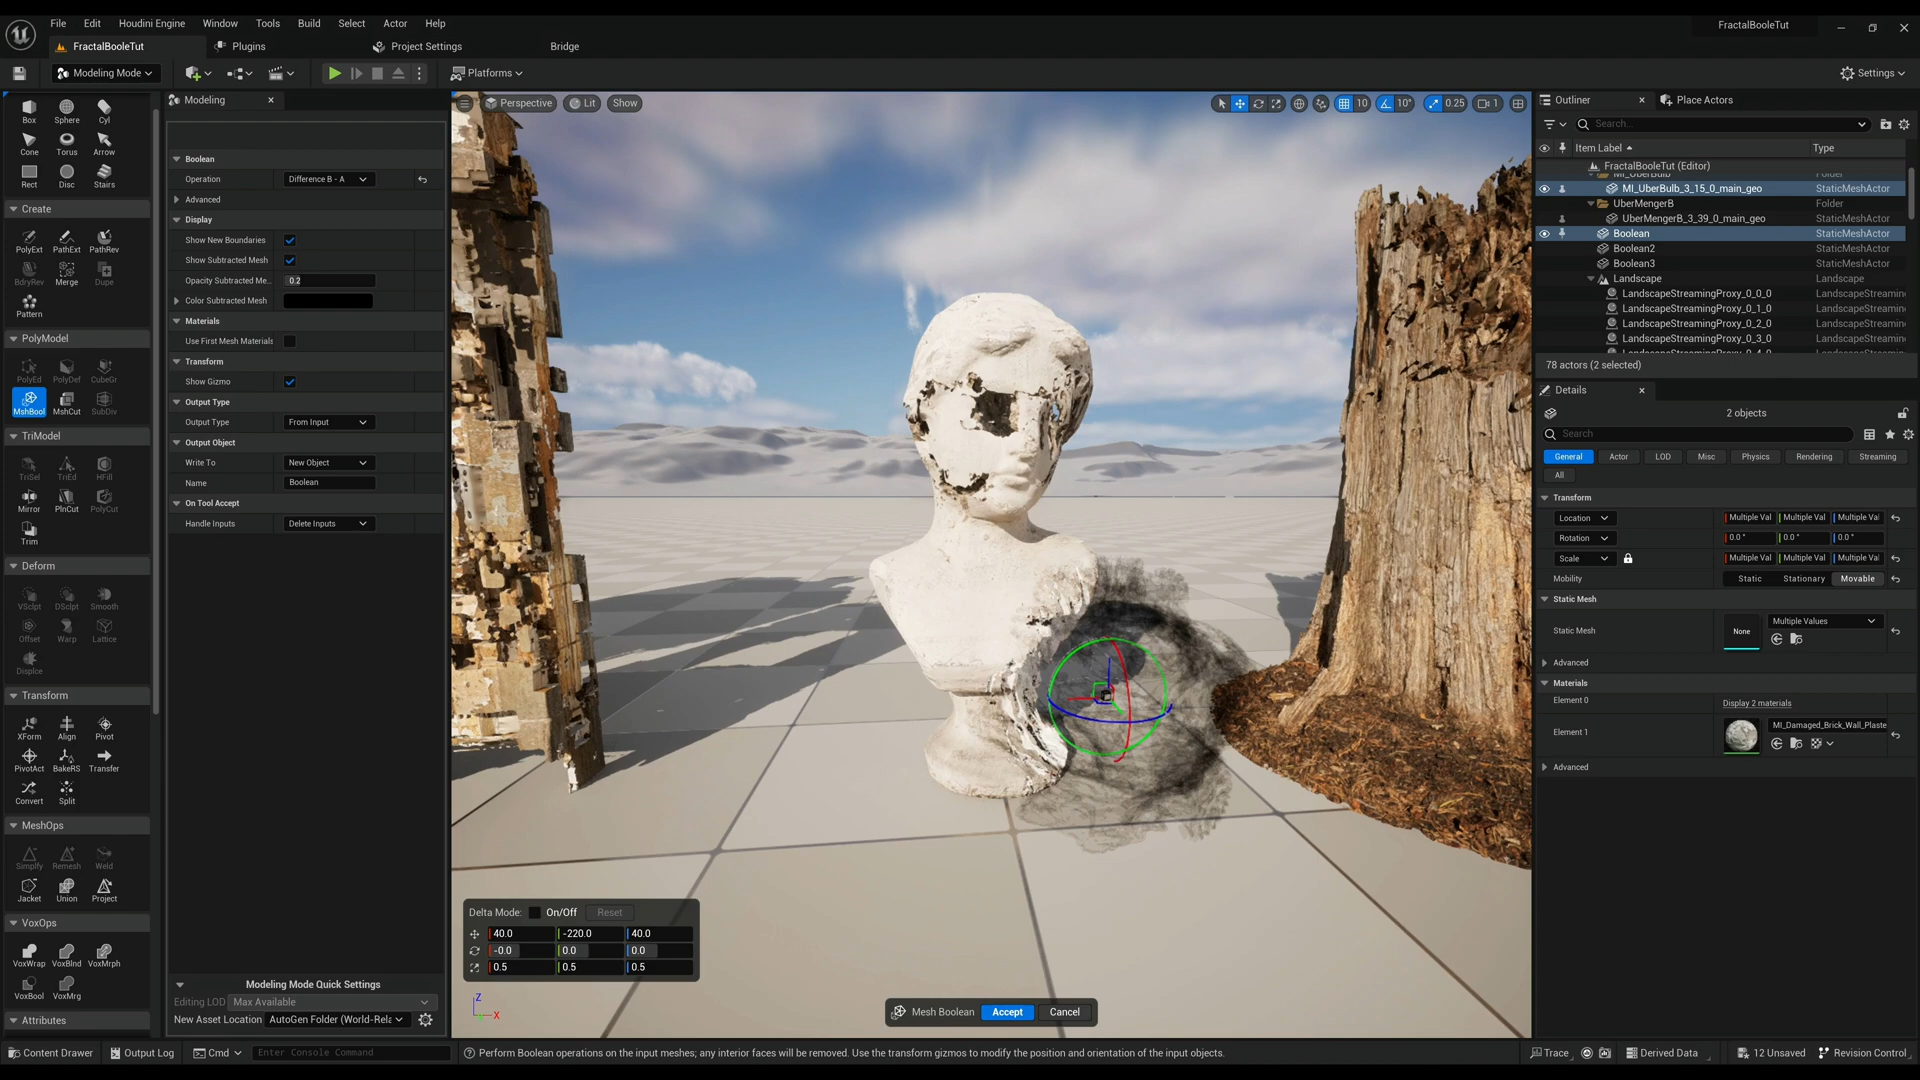 File Edit Houdini Engine Window Tools Build Select Actor Help
FractalBooleTut
FractalBooleTut Plugins Project Settings Bridge
Modeling Mode Platforms Settings
Box Sphere Cyl
Cone Torus Arrow
Rect Disc Stairs
Create
PolyExt PathExt PathRev
BdryRev Merge Dupe
Pattern
PolyModel
PolyEd PolyDef CubeGr
MshBool MshCut SubDiv
TriModel
TriSel TriEd HFill
Mirror PlnCut PolyCut
Trim
Deform
VSclpt DSclpt Smooth
Offset Warp Lattice
Displce
Transform
XForm Align Pivot
PivotAct BakeRS Transfer
Convert Split
MeshOps
Simplfy Remesh Weld
Jacket Union Project
VoxOps
VoxWrap VoxBlnd VoxMrph
VoxBool VoxMrg
Attributes
Modeling
Boolean
Operation Difference B - A
Advanced
Display
Show New Boundaries
Show Subtracted Mesh
Opacity Subtracted Me... 0.2
Color Subtracted Mesh
Materials
Use First Mesh Materials
Transform
Show Gizmo
Output Type
Output Type From Input
Output Object
Write To New Object
Name Boolean
On Tool Accept
Handle Inputs Delete Inputs
Modeling Mode Quick Settings
Editing LOD Max Available
New Asset Location AutoGen Folder (World-Rela
Perspective Lit Show
10 10° 0.25 1
Delta Mode: On/Off Reset
40.0 -220.0 40.0
-0.0 0.0 0.0
0.5 0.5 0.5
Z
X
Mesh Boolean Accept Cancel
Outliner Place Actors
Search...
Item Label Type
FractalBooleTut (Editor)
MI_UberBulb Folder
MI_UberBulb_3_15_0_main_geo StaticMeshActor
UberMengerB Folder
UberMengerB_3_39_0_main_geo StaticMeshActor
Boolean StaticMeshActor
Boolean2 StaticMeshActor
Boolean3 StaticMeshActor
Landscape Landscape
LandscapeStreamingProxy_0_0_0 LandscapeStreamin
LandscapeStreamingProxy_0_1_0 LandscapeStreamin
LandscapeStreamingProxy_0_2_0 LandscapeStreamin
LandscapeStreamingProxy_0_3_0 LandscapeStreamin
LandscapeStreamingProxy_0_4_0 LandscapeStreamin
78 actors (2 selected)
Details
2 objects
Search
General Actor LOD Misc Physics Rendering Streaming
All
Transform
Location Multiple Val Multiple Val Multiple Val
Rotation 0.0 ° 0.0 ° 0.0 °
Scale Multiple Val Multiple Val Multiple Val
Mobility Static Stationary Movable
Static Mesh
Static Mesh None Multiple Values
Advanced
Materials
Element 0 Display 2 materials
Element 1 MI_Damaged_Brick_Wall_Plaste
Advanced
Content Drawer Output Log Cmd Enter Console Command Perform Boolean operations on the input meshes; any interior faces will be removed. Use the transform gizmos to modify the position and orientation of the input objects. Trace Derived Data 12 Unsaved Revision Control